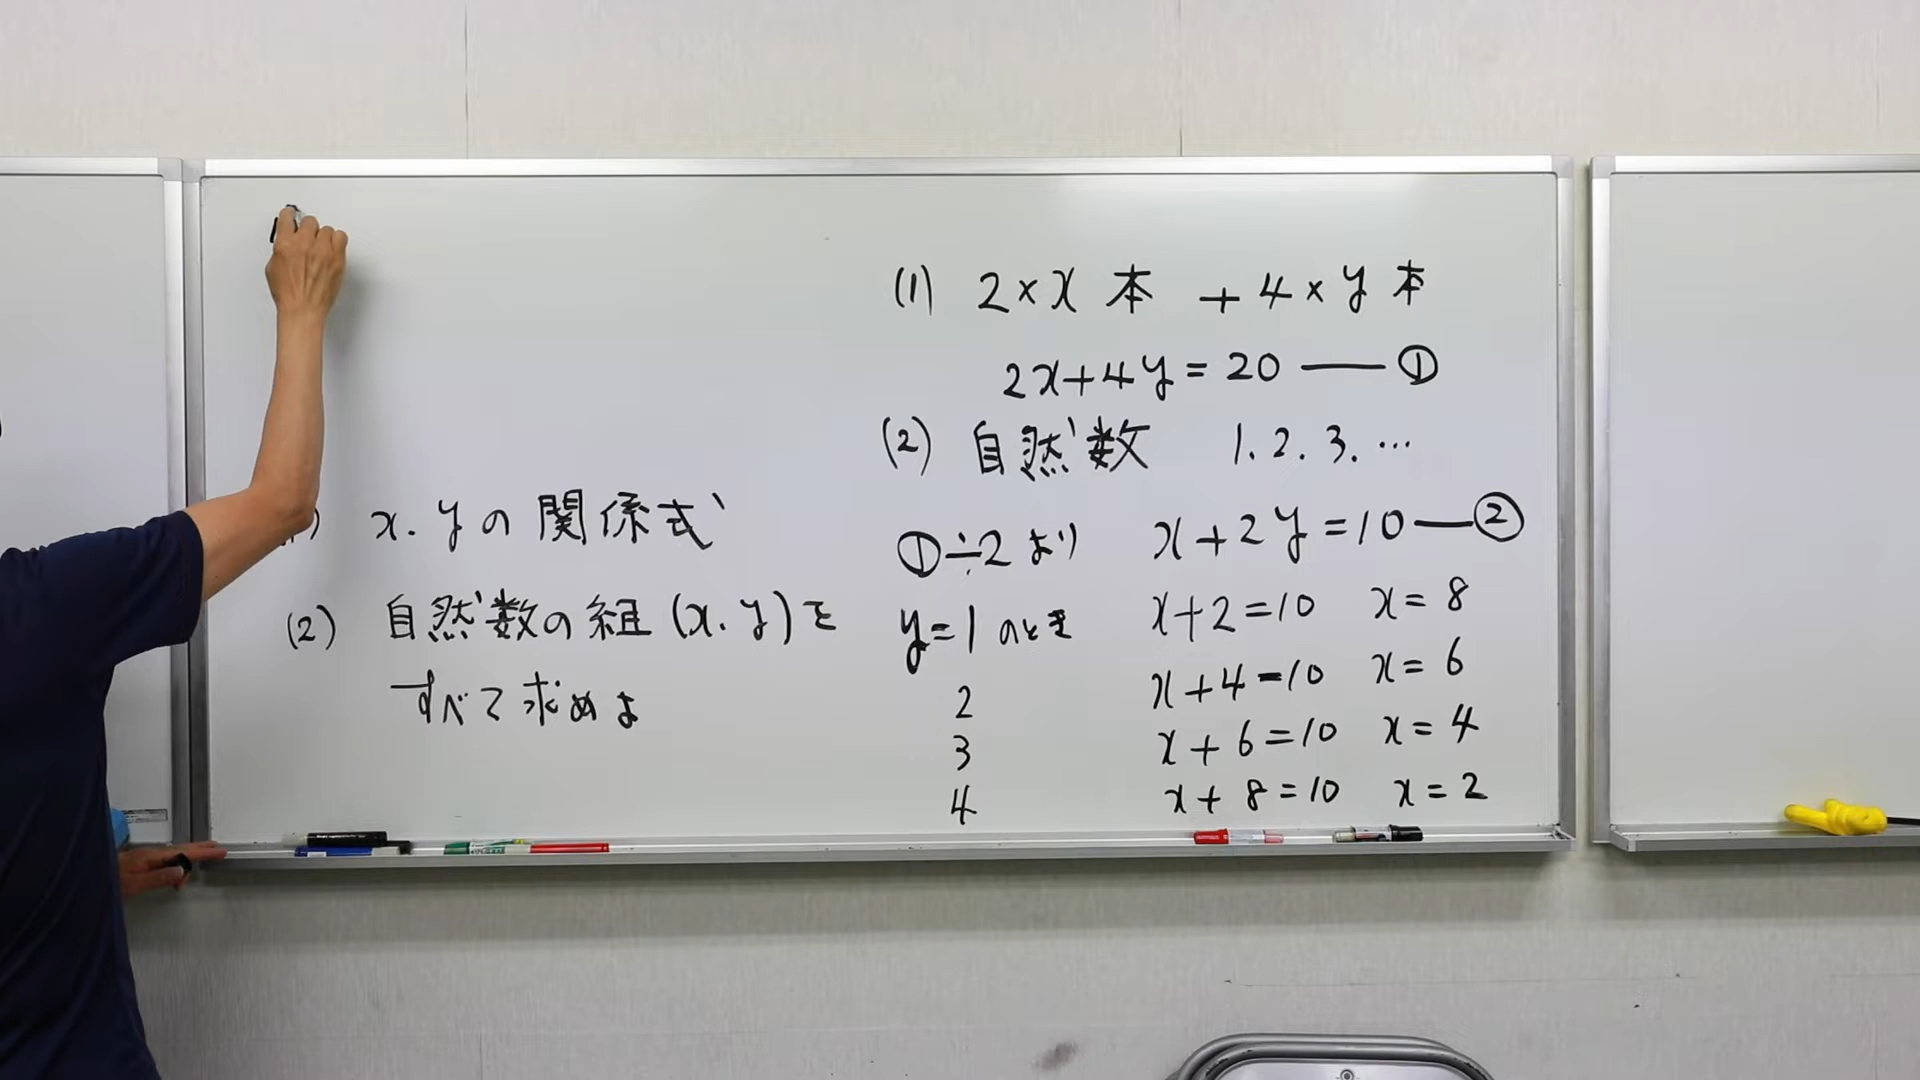 ) x.yの関係式
(2) 自然数の組(x.y)を
すべて求めよ
(1) 2×x本 +4×y本
2x+4y=20 ― ①
(2) 自然数 1.2.3.…
①÷2より x+2y=10 ― ②
y=1のとき x+2=10 x=8
2 x+4=10 x=6
3 x+6=10 x=4
4 x+8=10 x=2